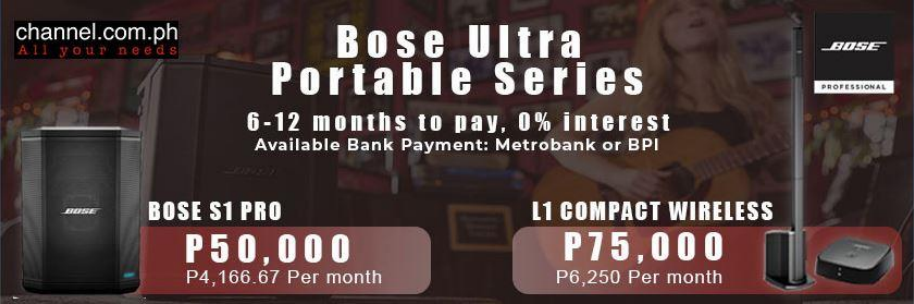 channel.com.ph
All your needs
Bose Ultra
Portable Series
BOSE
PROFESSIONAL
6-12 months to pay, 0% interest
Available Bank Payment: Metrobank or BPI
BOSE
BOSE S1 PRO
P50,000
P4,166.67 Per month
L1 COMPACT WIRELESS
P75,000
P6,250 Per month